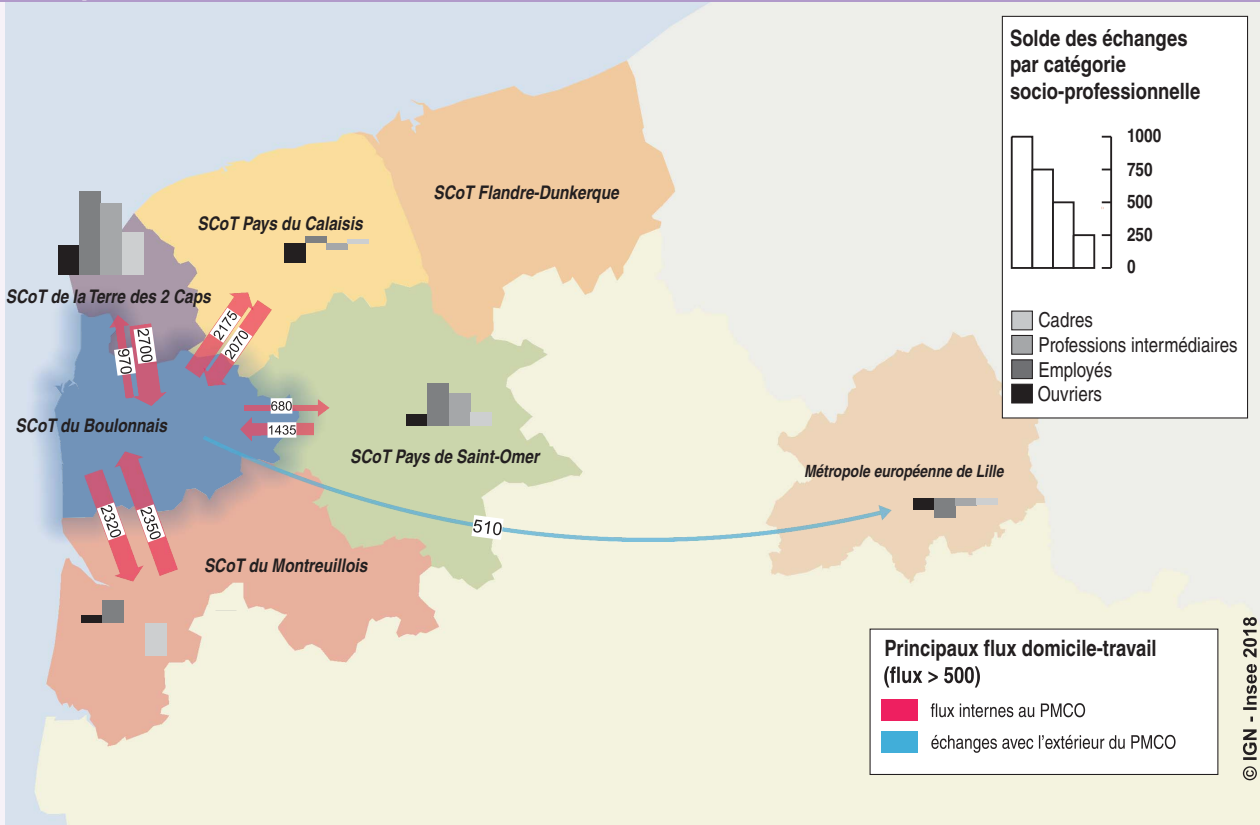 Solde des échanges
par catégorie
socio-professionnelle
1000
750
500
250
0
Cadres
Professions intermédiaires
Employés
Ouvriers
SCoT Flandre-Dunkerque
SCoT Pays du Calaisis
SCoT de la Terre des 2 Caps
2175
2070
970
2700
680
1435
SCoT du Boulonnais
SCoT Pays de Saint-Omer
Métropole européenne de Lille
510
2320
2350
SCoT du Montreuillois
Principaux flux domicile-travail
(flux > 500)
flux internes au PMCO
échanges avec l'extérieur du PMCO
© IGN - Insee 2018